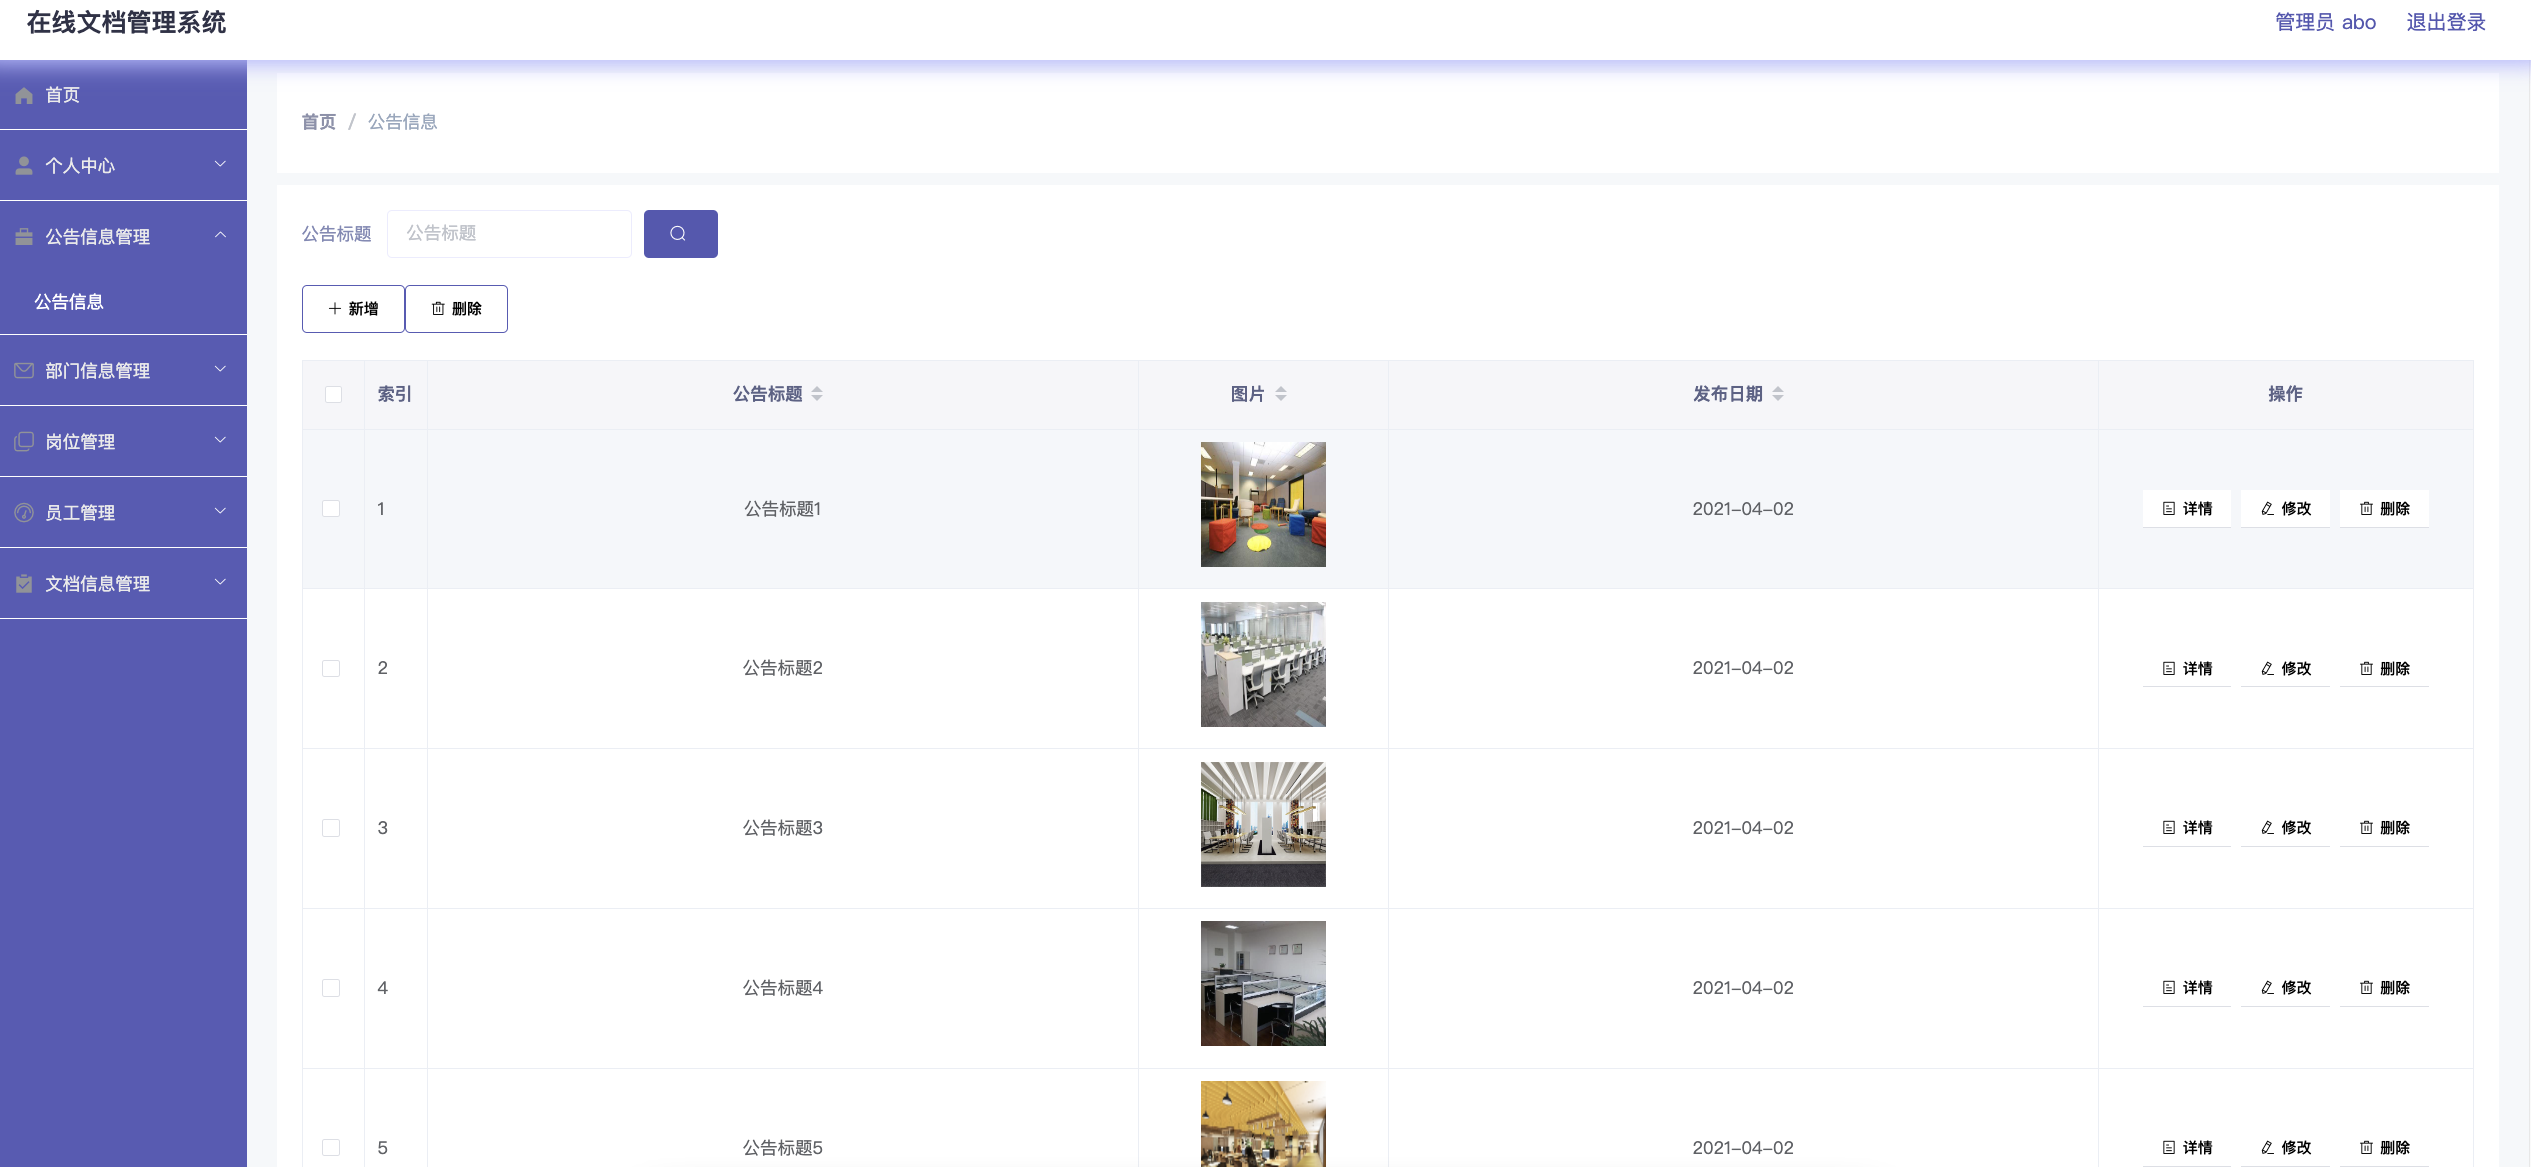 在线文档管理系统
管理员 abo 退出登录
首页
个人中心
公告信息管理
公告信息
部门信息管理
岗位管理
员工管理
文档信息管理
首页 / 公告信息
公告标题 公告标题
新增 删除
索引 公告标题 图片 发布日期 操作
1 公告标题1 2021-04-02 详情 修改 删除
2 公告标题2 2021-04-02 详情 修改 删除
3 公告标题3 2021-04-02 详情 修改 删除
4 公告标题4 2021-04-02 详情 修改 删除
5 公告标题5 2021-04-02 详情 修改 删除